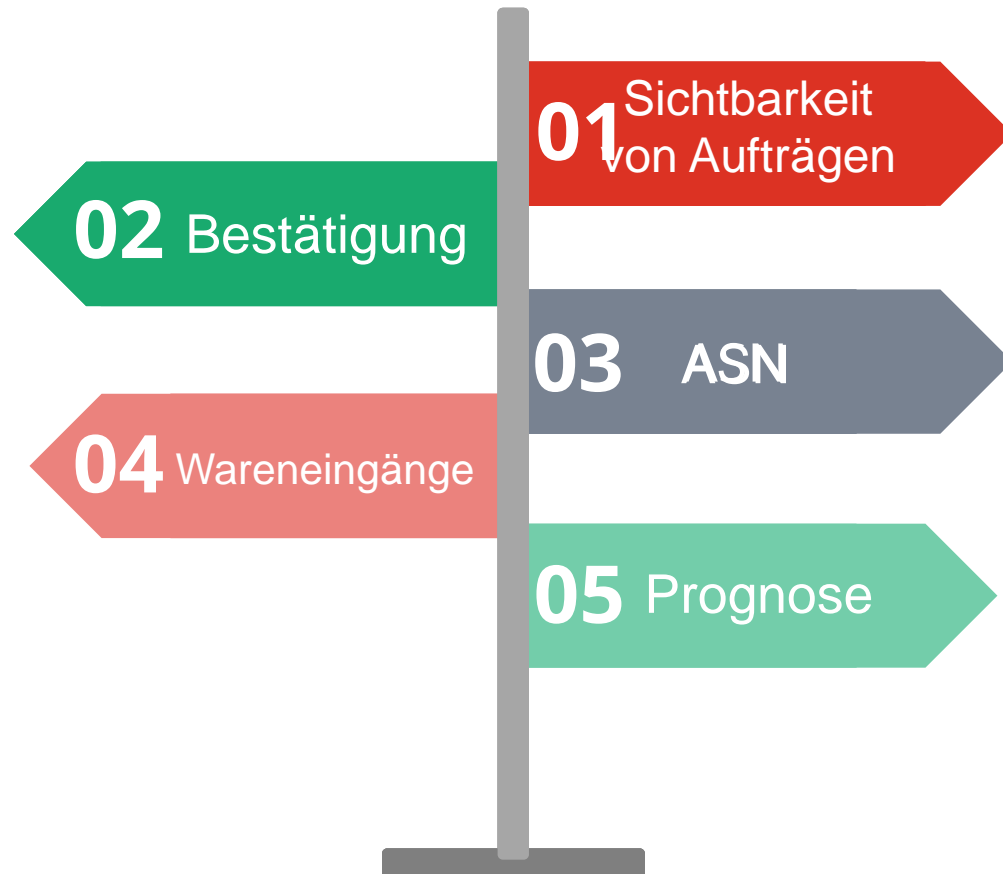 01 Sichtbarkeit
von Aufträgen
02 Bestätigung
03 ASN
04 Wareneingänge
05 Prognose